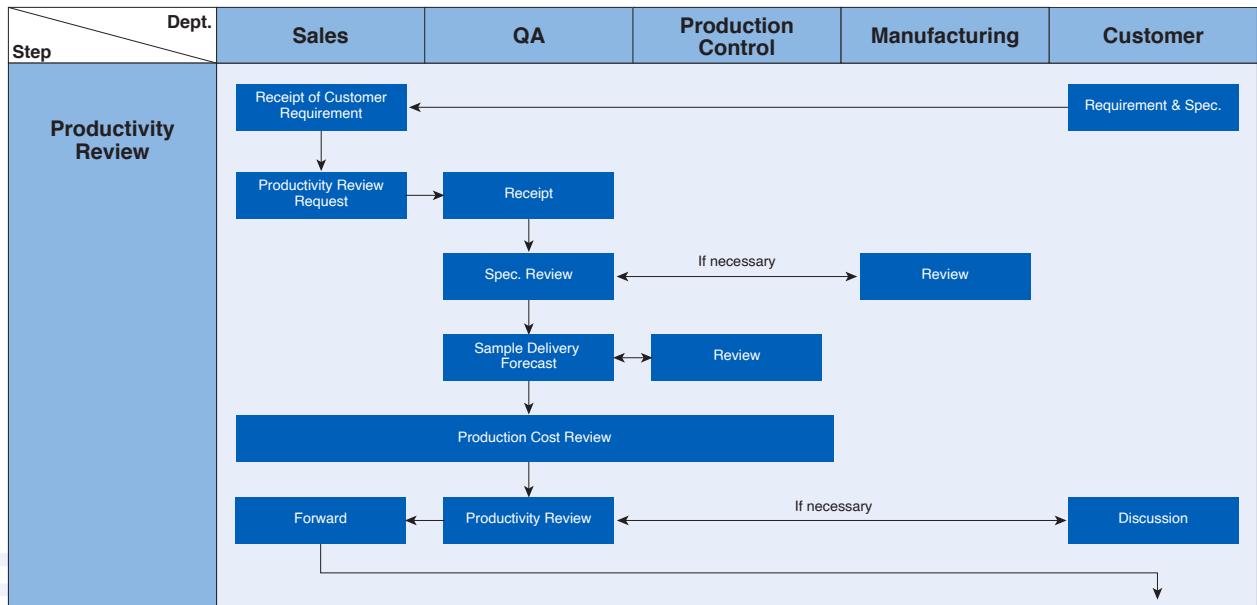 Dept.
Step
Sales
QA
Production
Control
Manufacturing
Customer
Productivity
Review
Receipt of Customer
Requirement
Requirement & Spec.
Productivity Review
Request
Receipt
Spec. Review
If necessary
Review
Sample Delivery
Forecast
Review
Production Cost Review
Forward
Productivity Review
If necessary
Discussion